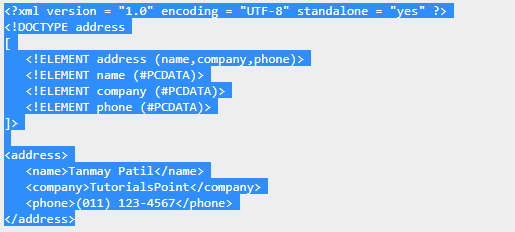 <?xml version = "1.0" encoding = "UTF-8" standalone = "yes" ?>
<!DOCTYPE address
[
   <!ELEMENT address (name,company,phone)>
   <!ELEMENT name (#PCDATA)>
   <!ELEMENT company (#PCDATA)>
   <!ELEMENT phone (#PCDATA)>
]>

<address>
   <name>Tanmay Patil</name>
   <company>TutorialsPoint</company>
   <phone>(011) 123-4567</phone>
</address>